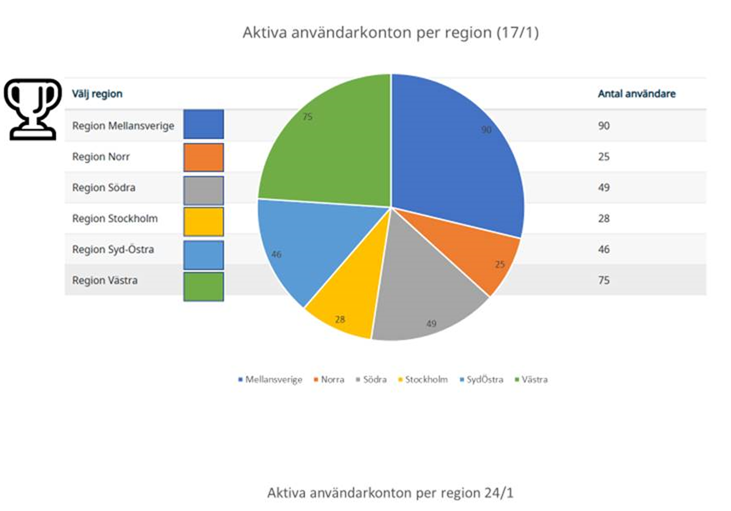 Aktiva användarkonton per region (17/1)
Välj region Antal användare
Region Mellansverige 90
Region Norr 25
Region Södra 49
Region Stockholm 28
Region Syd-Östra 46
Region Västra 75
75
90
46
25
28
49
Mellansverige Norra Södra Stockholm SydÖstra Västra
Aktiva användarkonton per region 24/1